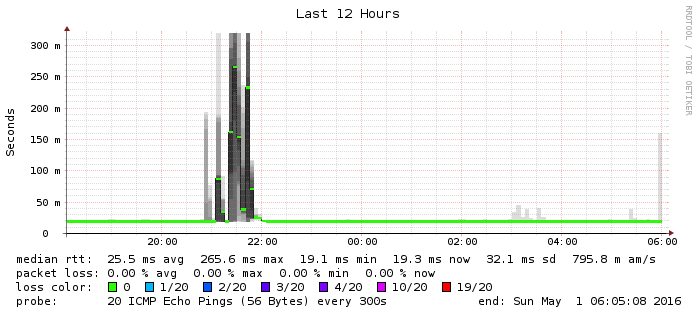 Last 12 Hours
RRDTOOL / TOBI OETIKER
Seconds
300 m
250 m
200 m
150 m
100 m
50 m
0
20:00 22:00 00:00 02:00 04:00 06:00
median rtt: 25.5 ms avg 265.6 ms max 19.1 ms min 19.3 ms now 32.1 ms sd 795.8 m am/s
packet loss: 0.00 % avg 0.00 % max 0.00 % min 0.00 % now
loss color: 0 1/20 2/20 3/20 4/20 10/20 19/20
probe: 20 ICMP Echo Pings (56 Bytes) every 300s end: Sun May 1 06:05:08 2016